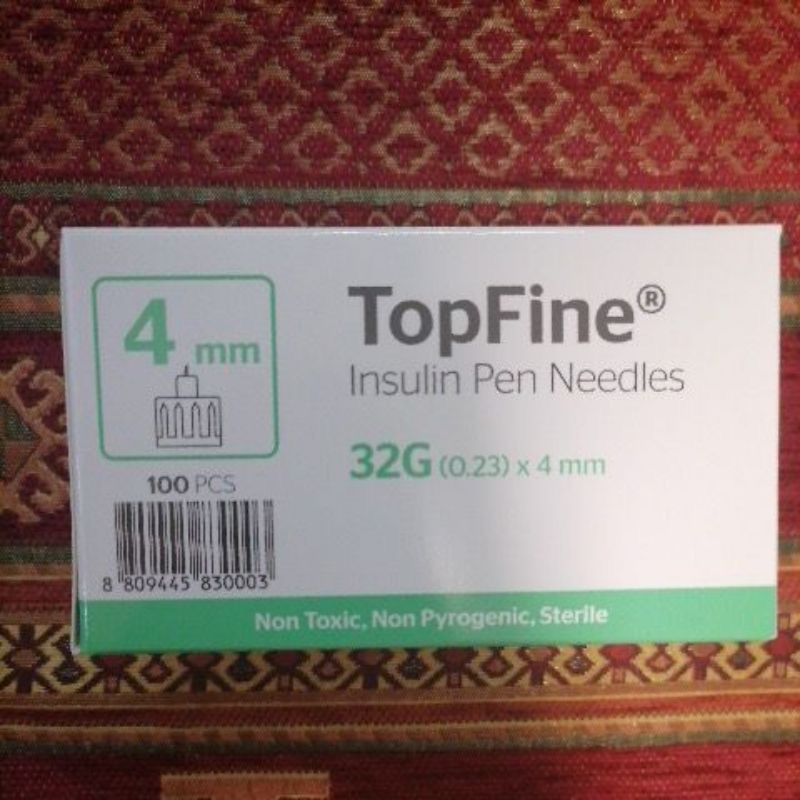 4 mm
100 PCS
8 809445 830003
TopFine®
Insulin Pen Needles
32G (0.23) x 4 mm
Non Toxic, Non Pyrogenic, Sterile